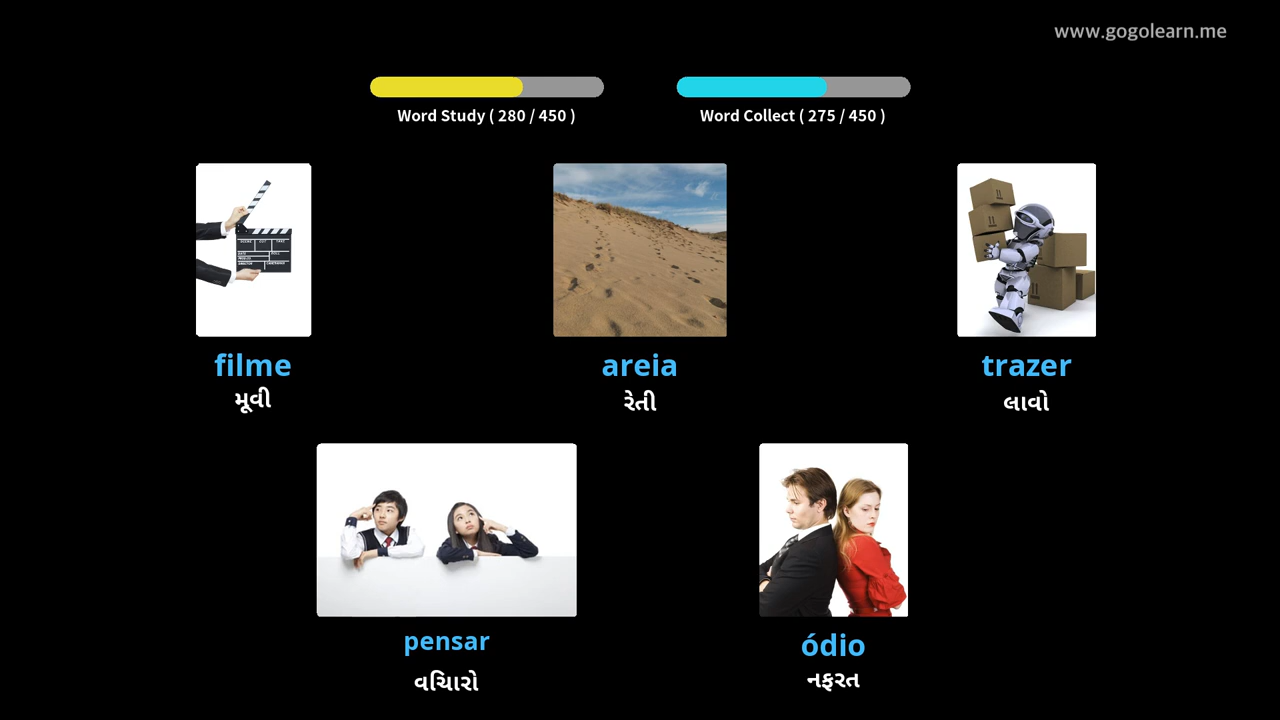 www.gogolearn.me
Word Study ( 280 / 450 )
Word Collect ( 275 / 450 )
filme
મૂવી
areia
રેતી
trazer
લાવો
pensar
વિચારો
ódio
નફરત